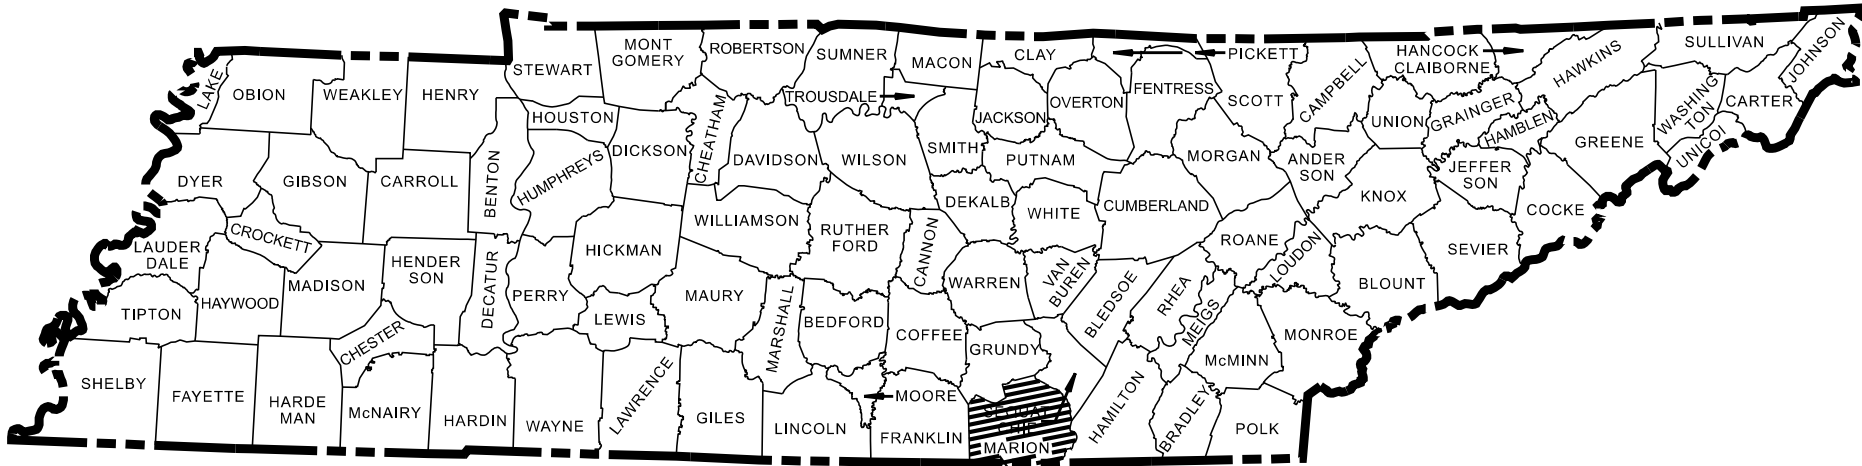 STEWART
MONT
GOMERY
ROBERTSON
SUMNER
MACON
CLAY
PICKETT
HANCOCK
CLAIBORNE
HAWKINS
SULLIVAN
JOHNSON
LAKE
OBION
WEAKLEY
HENRY
HOUSTON
CHEATHAM
TROUSDALE
JACKSON
OVERTON
FENTRESS
SCOTT
CAMPBELL
UNION
GRAINGER
HAMBLEN
WASHING
TON
CARTER
UNICOI
DYER
GIBSON
CARROLL
BENTON
HUMPHREYS
DICKSON
DAVIDSON
WILSON
SMITH
PUTNAM
MORGAN
ANDER
SON
KNOX
JEFFER
SON
GREENE
COCKE
LAUDER
DALE
CROCKETT
HENDER
SON
DECATUR
HICKMAN
WILLIAMSON
RUTHER
FORD
CANNON
DEKALB
WHITE
CUMBERLAND
ROANE
LOUDON
SEVIER
TIPTON
HAYWOOD
MADISON
PERRY
LEWIS
MAURY
MARSHALL
BEDFORD
COFFEE
WARREN
VAN
BUREN
BLEDSOE
RHEA
MEIGS
BLOUNT
MONROE
SHELBY
FAYETTE
HARDE
MAN
CHESTER
McNAIRY
HARDIN
WAYNE
LAWRENCE
GILES
LINCOLN
MOORE
FRANKLIN
GRUNDY
SEQUAT
CHIE
MARION
HAMILTON
BRADLEY
McMINN
POLK